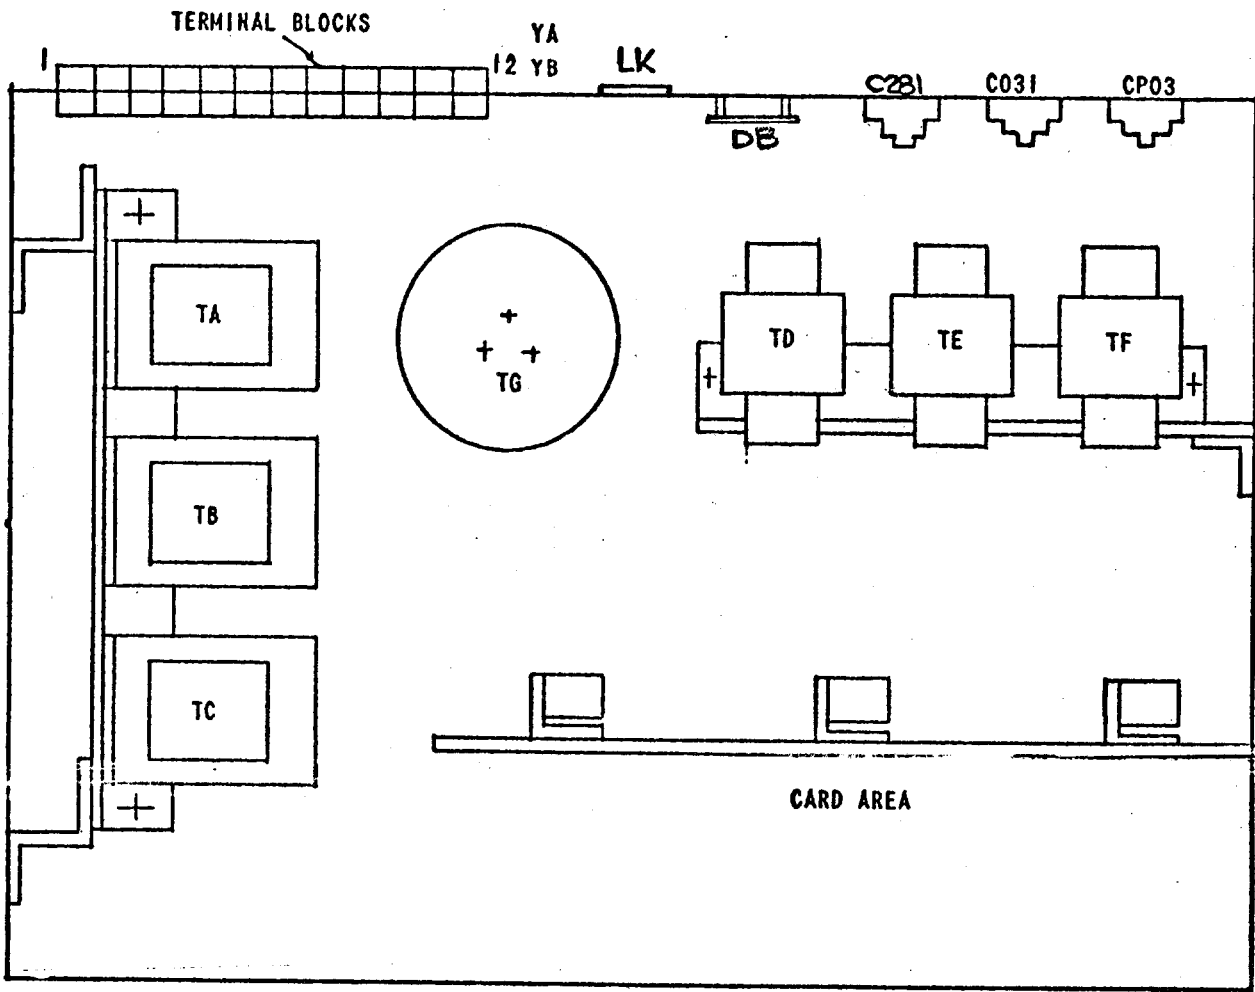 TERMINAL BLOCKS
1
12
YA
YB
LK
DB
C281
C031
CP03
TA
TG
TD
TE
TF
TB
TC
CARD AREA